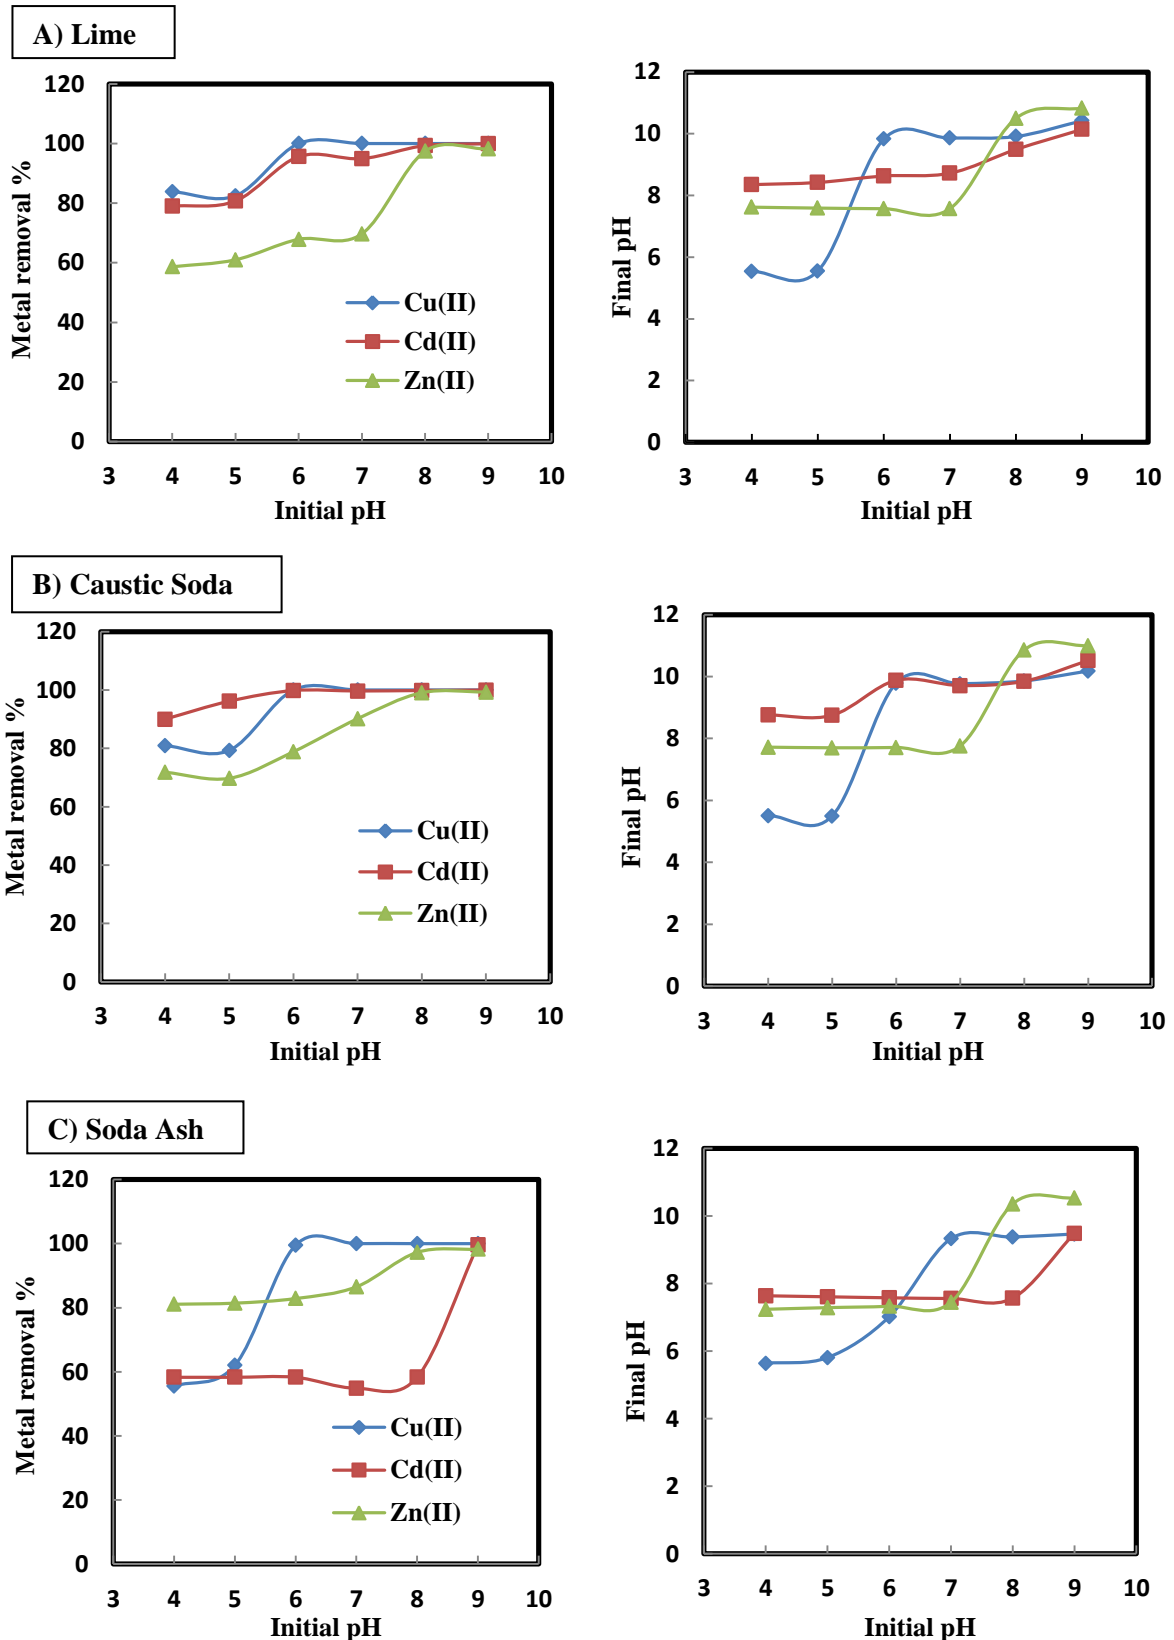 A) Lime
120
100
80
60
40
20
0
Metal removal %
Cu(II)
Cd(II)
Zn(II)
3 4 5 6 7 8 9 10
Initial pH
12
10
8
6
4
2
0
Final pH
3 4 5 6 7 8 9 10
Initial pH
B) Caustic Soda
120
100
80
60
40
20
0
Metal removal %
Cu(II)
Cd(II)
Zn(II)
3 4 5 6 7 8 9 10
Initial pH
12
10
8
6
4
2
0
Final pH
3 4 5 6 7 8 9 10
Initial pH
C) Soda Ash
120
100
80
60
40
20
0
Metal removal %
Cu(II)
Cd(II)
Zn(II)
3 4 5 6 7 8 9 10
Initial pH
12
10
8
6
4
2
0
Final pH
3 4 5 6 7 8 9 10
Initial pH